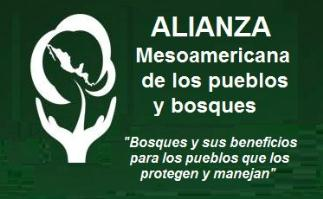 ALIANZA
Mesoamericana
de los pueblos
y bosques
"Bosques y sus beneficios
para los pueblos que los
protegen y manejan"